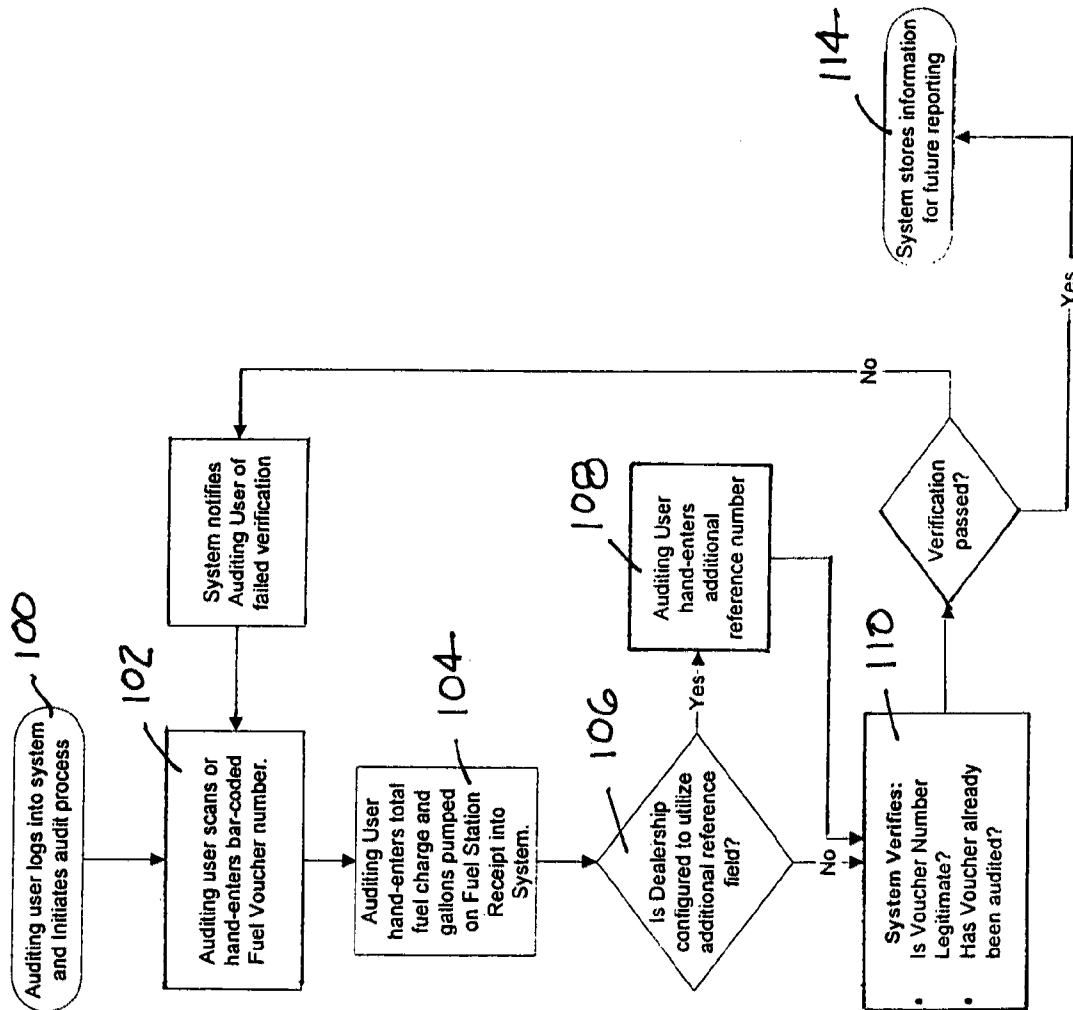 100
Auditing user logs into system
and Initiates audit process
102
Auditing user scans or
hand-enters bar-coded
Fuel Voucher number.
System notifies
Auditing User of
failed verification
104
Auditing User
hand-enters total
fuel charge and
gallons pumped
on Fuel Station
Receipt into
System.
106
Is Dealership
configured to utilize
additional reference
field?
Yes
No
108
Auditing User
hand-enters
additional
reference number
110
System Verifies:
Is Voucher Number
Legitimate?
Has Voucher already
been audited?
Verification
passed?
No
Yes
114
System stores information
for future reporting